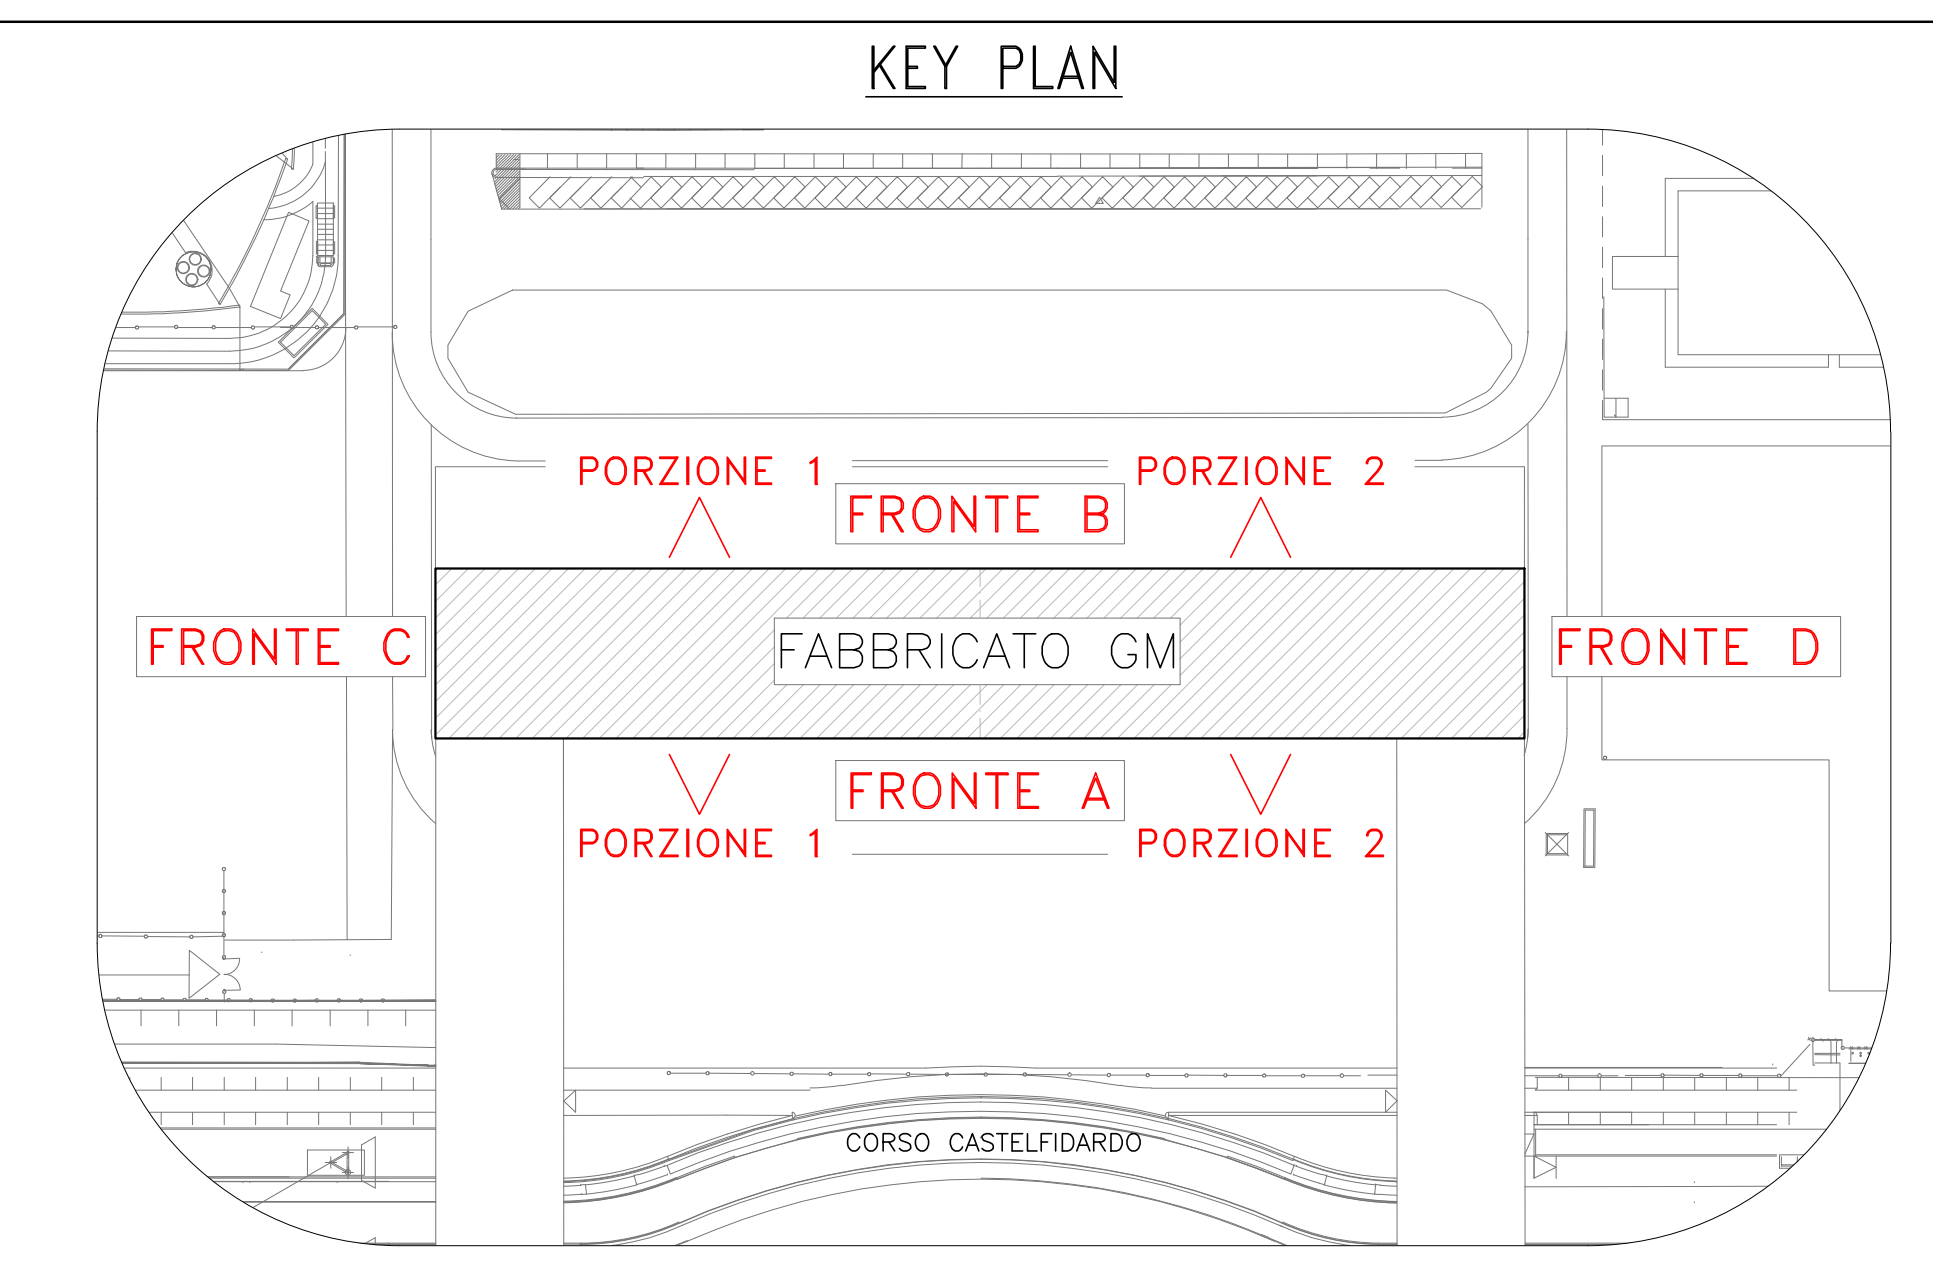 KEY PLAN
PORZIONE 1
PORZIONE 2
FRONTE B
FRONTE C
FABBRICATO GM
FRONTE D
FRONTE A
PORZIONE 1
PORZIONE 2
CORSO CASTELFIDARDO